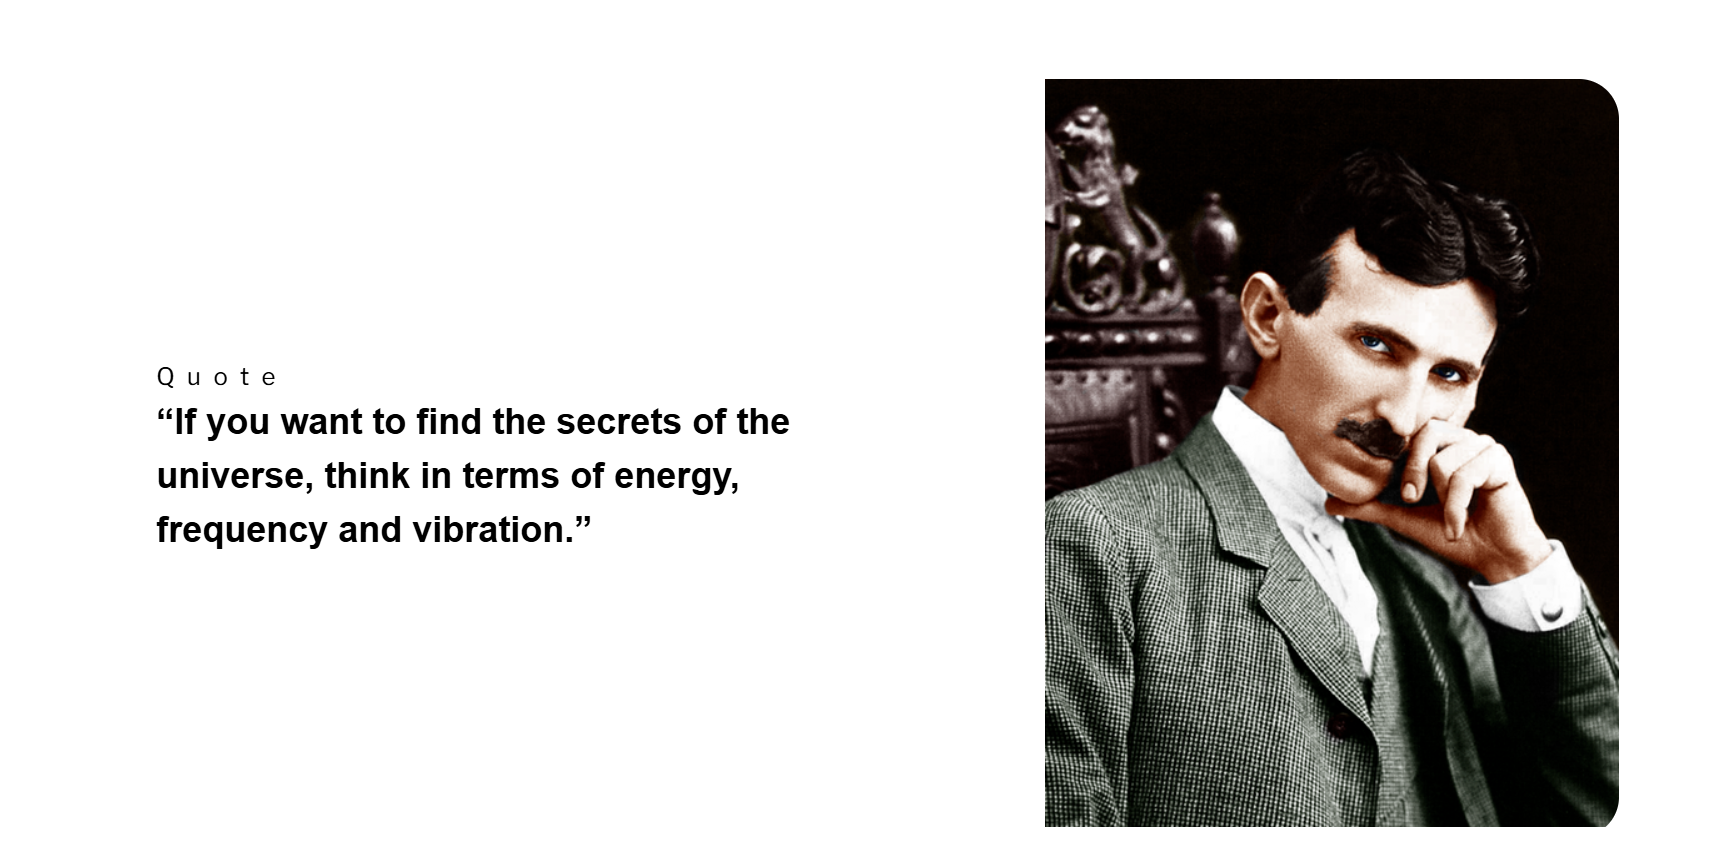 Quote
“If you want to find the secrets of the
universe, think in terms of energy,
frequency and vibration.”